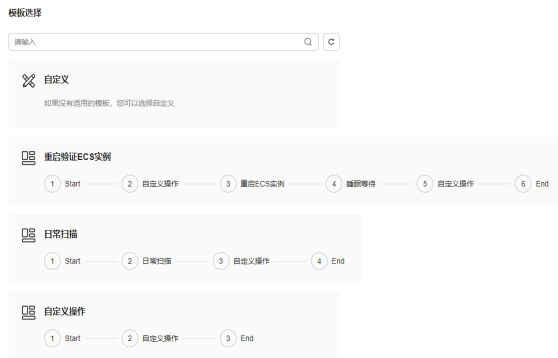 模板选择
请输入
自定义
如果没有适用的模板，您可以选择自定义
重启验证ECS实例
1 Start 2 自定义操作 3 重启ECS实例 4 睡眠等待 5 自定义操作 6 End
日常扫描
1 Start 2 日常扫描 3 自定义操作 4 End
自定义操作
1 Start 2 自定义操作 3 End